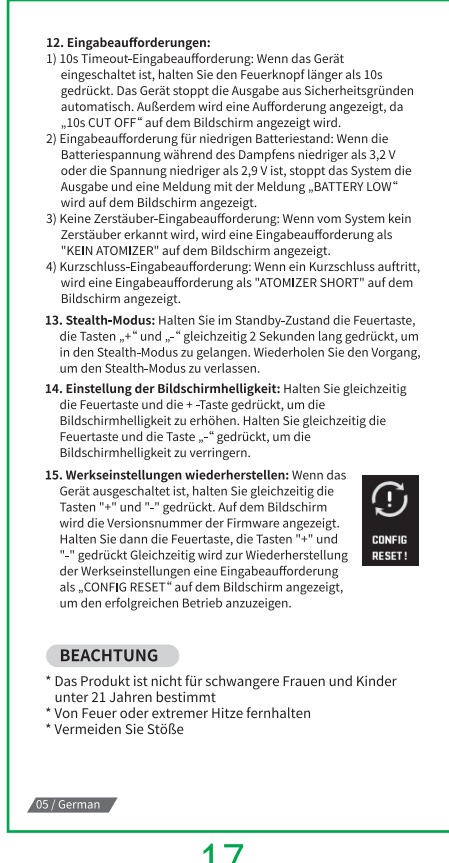 12. Eingabeaufforderungen:
1) 10s Timeout-Eingabeaufforderung: Wenn das Gerät
eingeschaltet ist, halten Sie den Feuerknopf länger als 10s
gedrückt. Das Gerät stoppt die Ausgabe aus Sicherheitsgründen
automatisch. Außerdem wird eine Aufforderung angezeigt, da
„10s CUT OFF“ auf dem Bildschirm angezeigt wird.
2) Eingabeaufforderung für niedrigen Batteriestand: Wenn die
Batteriespannung während des Dampfens niedriger als 3,2 V
oder die Spannung niedriger als 2,9 V ist, stoppt das System die
Ausgabe und eine Meldung mit der Meldung „BATTERY LOW“
wird auf dem Bildschirm angezeigt.
3) Keine Zerstäuber-Eingabeaufforderung: Wenn vom System kein
Zerstäuber erkannt wird, wird eine Eingabeaufforderung als
"KEIN ATOMIZER" auf dem Bildschirm angezeigt.
4) Kurzschluss-Eingabeaufforderung: Wenn ein Kurzschluss auftritt,
wird eine Eingabeaufforderung als "ATOMIZER SHORT" auf dem
Bildschirm angezeigt.
13. Stealth-Modus: Halten Sie im Standby-Zustand die Feuertaste,
die Tasten „+“ und „-“ gleichzeitig 2 Sekunden lang gedrückt, um
in den Stealth-Modus zu gelangen. Wiederholen Sie den Vorgang,
um den Stealth-Modus zu verlassen.
14. Einstellung der Bildschirmhelligkeit: Halten Sie gleichzeitig
die Feuertaste und die + -Taste gedrückt, um die
Bildschirmhelligkeit zu erhöhen. Halten Sie gleichzeitig die
Feuertaste und die Taste „-“ gedrückt, um die
Bildschirmhelligkeit zu verringern.
15. Werkseinstellungen wiederherstellen: Wenn das
Gerät ausgeschaltet ist, halten Sie gleichzeitig die
Tasten "+" und "-" gedrückt. Auf dem Bildschirm
wird die Versionsnummer der Firmware angezeigt.
Halten Sie dann die Feuertaste, die Tasten "+" und
"-" gedrückt Gleichzeitig wird zur Wiederherstellung
der Werkseinstellungen eine Eingabeaufforderung
als „CONFIG RESET“ auf dem Bildschirm angezeigt,
um den erfolgreichen Betrieb anzuzeigen.
CONFIG
RESET!
BEACHTUNG
* Das Produkt ist nicht für schwangere Frauen und Kinder
unter 21 Jahren bestimmt
* Von Feuer oder extremer Hitze fernhalten
* Vermeiden Sie Stöße
05 / German
17